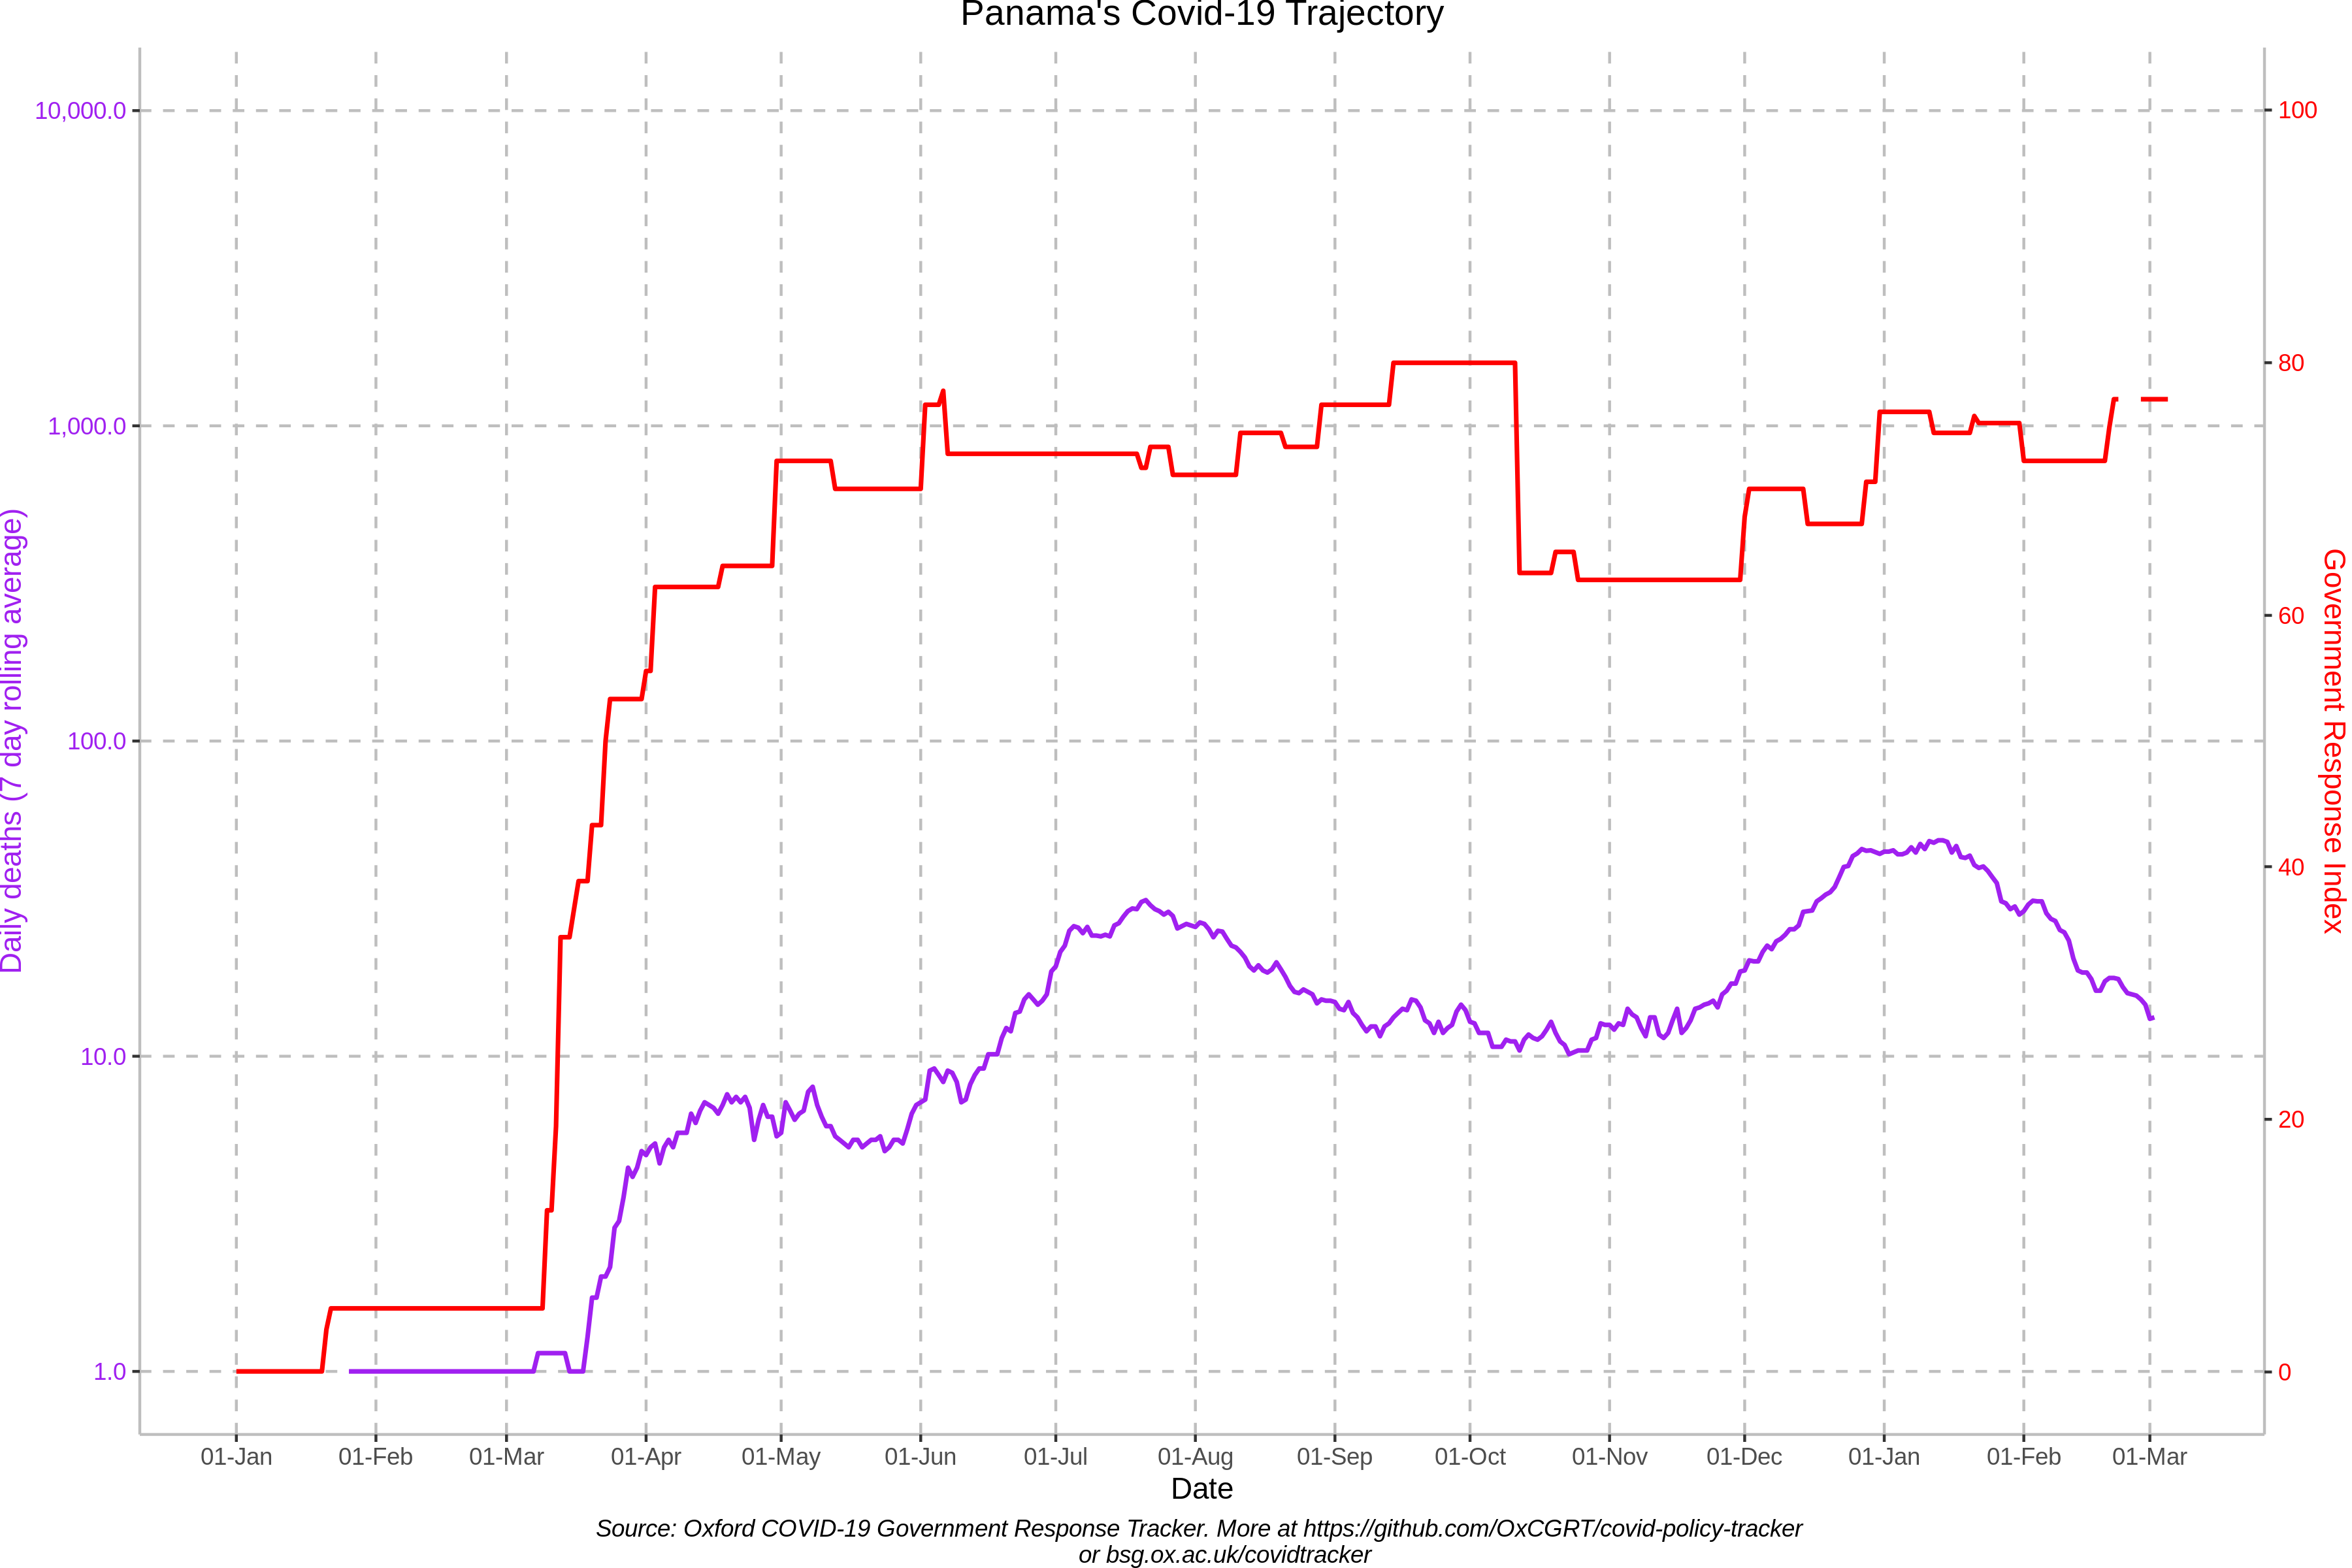 Panama's Covid-19 Trajectory
Daily deaths (7 day rolling average)
10,000.0
1,000.0
100.0
10.0
1.0
100
80
60
40
20
0
Government Response Index
01-Jan
01-Feb
01-Mar
01-Apr
01-May
01-Jun
01-Jul
01-Aug
01-Sep
01-Oct
01-Nov
01-Dec
01-Jan
01-Feb
01-Mar
Date
Source: Oxford COVID-19 Government Response Tracker. More at https://github.com/OxCGRT/covid-policy-tracker
or bsg.ox.ac.uk/covidtracker